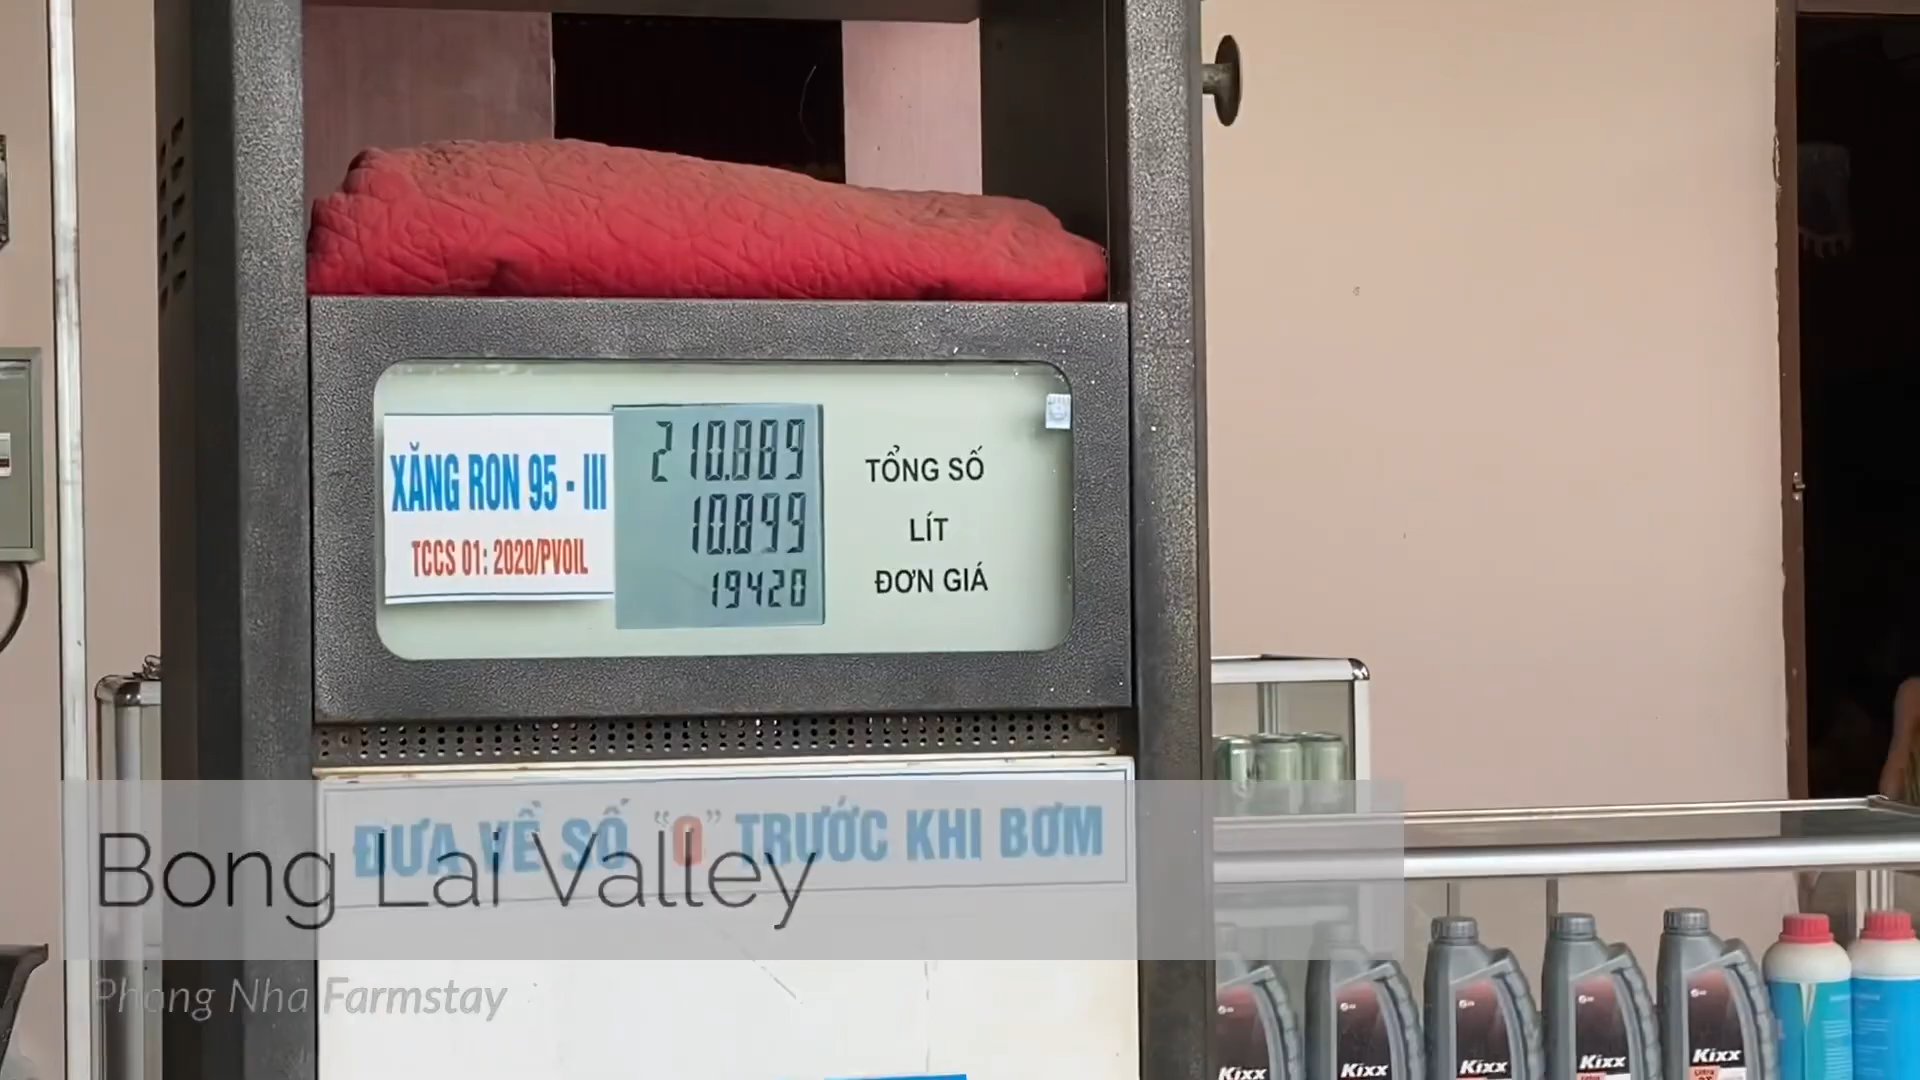 XĂNG RON 95 - III
TCCS 01: 2020/PVOIL
210.889
10.899
19420
TỔNG SỐ
LÍT
ĐƠN GIÁ
ĐƯA VỀ SỐ "0" TRƯỚC KHI BƠM
Bong Lai Valley
Phong Nha Farmstay
Kixx
Kixx
Kixx
Kixx
Kixx